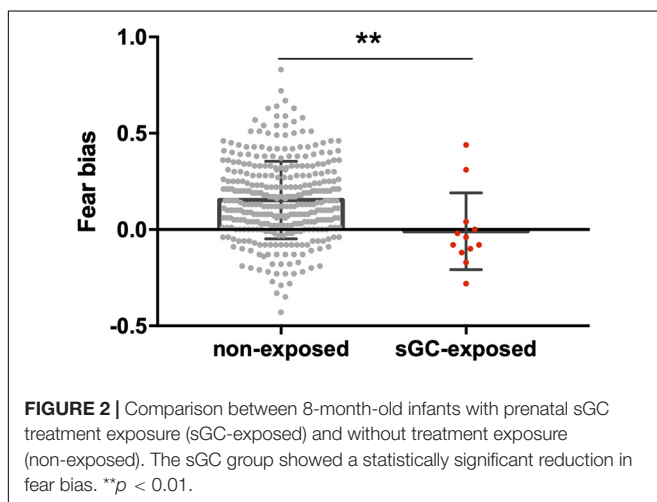 1.0
**
0.5
Fear bias
0.0
-0.5
non-exposed sGC-exposed
FIGURE 2 | Comparison between 8-month-old infants with prenatal sGC
treatment exposure (sGC-exposed) and without treatment exposure
(non-exposed). The sGC group showed a statistically significant reduction in
fear bias. **p < 0.01.